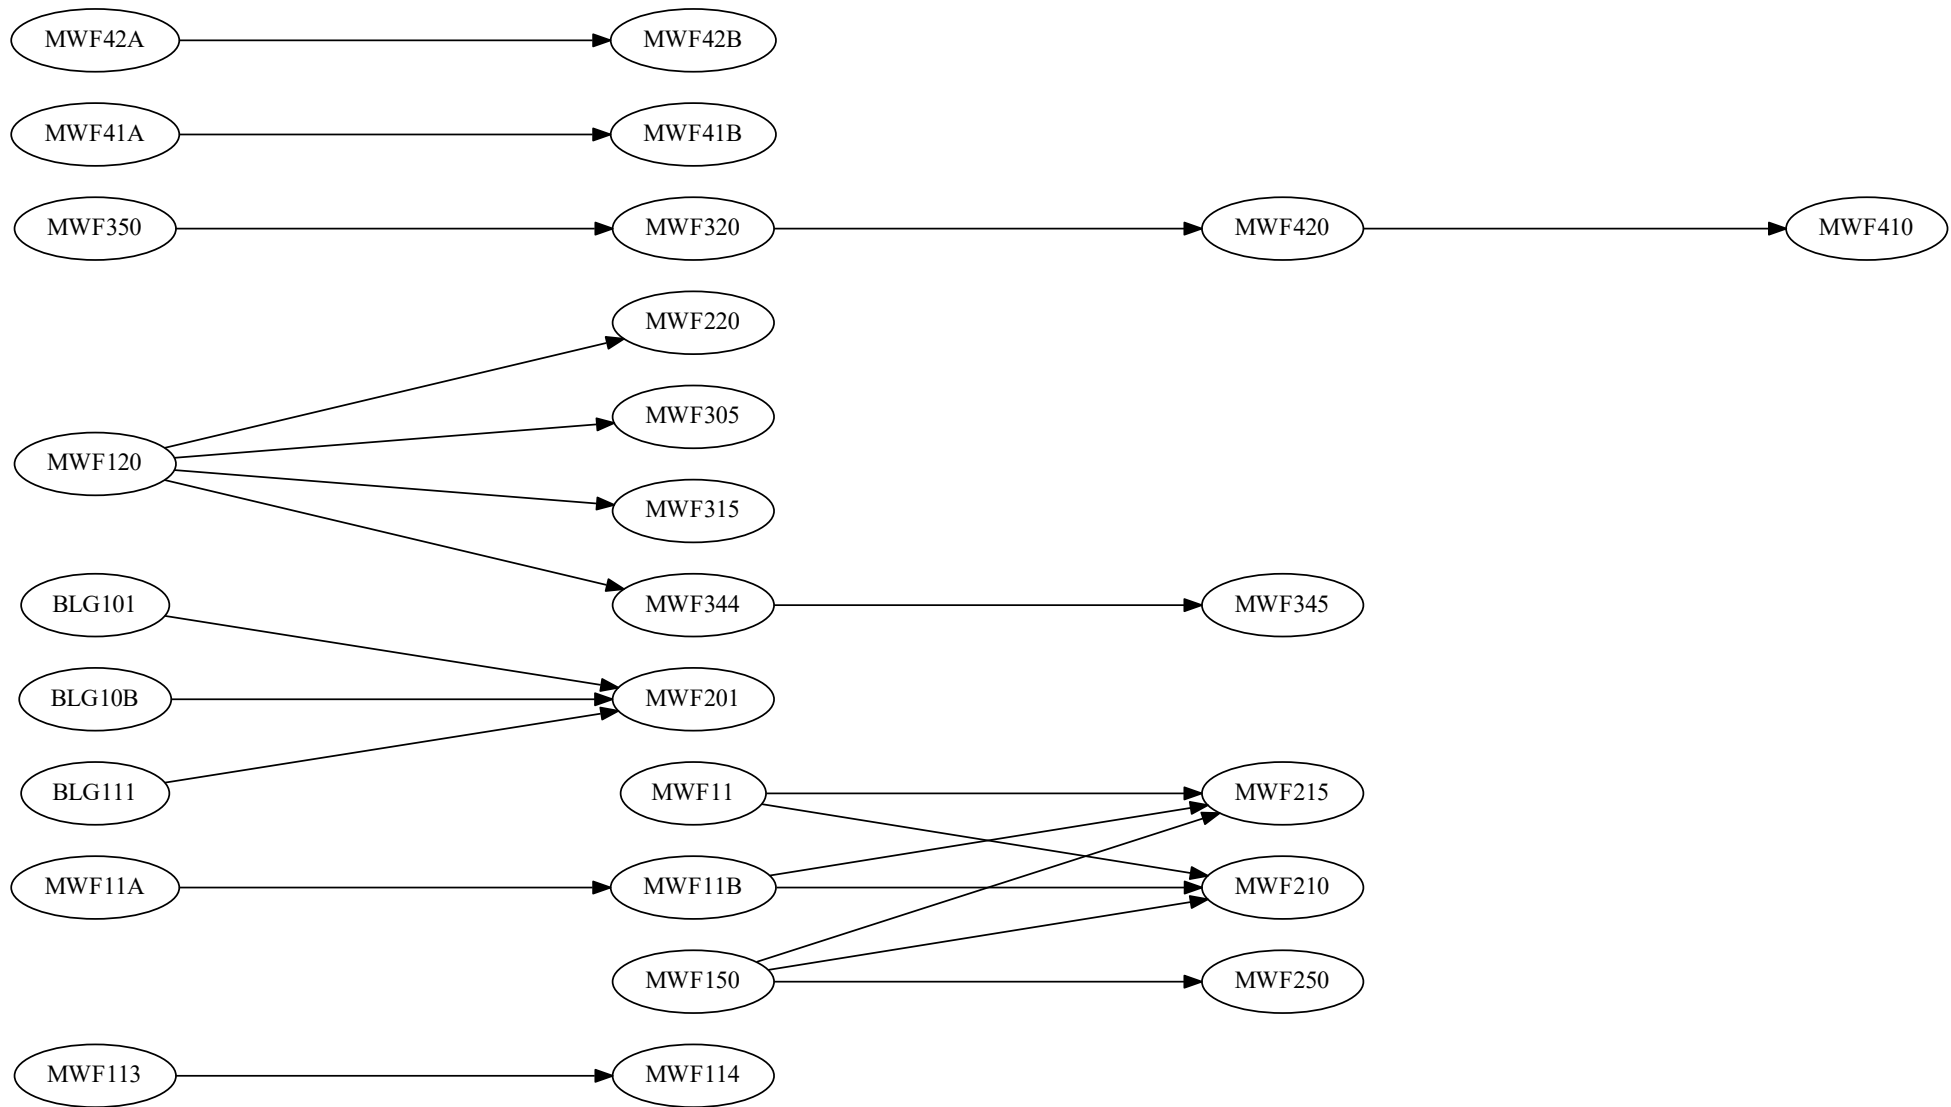 MWF42A MWF42B
MWF41A MWF41B
MWF350 MWF320 MWF420 MWF410
MWF220
MWF305
MWF120
MWF315
BLG101 MWF344 MWF345
BLG10B MWF201
BLG111 MWF11 MWF215
MWF11A MWF11B MWF210
MWF150 MWF250
MWF113 MWF114